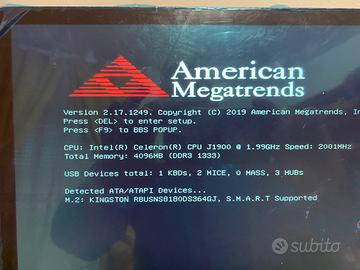 American
Megatrends
Version 2.17.1249. Copyright (C) 2019 American Megatrends, In
Press <DEL> to enter setup.
Press <F9> to BBS POPUP.
CPU: Intel(R) Celeron(R) CPU J1900 @ 1.99GHz Speed: 2001MHz
Total Memory: 4096MB (DDR3 1333)
USB Devices total: 1 KBDs, 2 MICE, 0 MASS, 3 HUBs
Detected ATA/ATAPI Devices...
M.2: KINGSTON RBUSNS8180DS364GJ, S.M.A.R.T Supported
subito